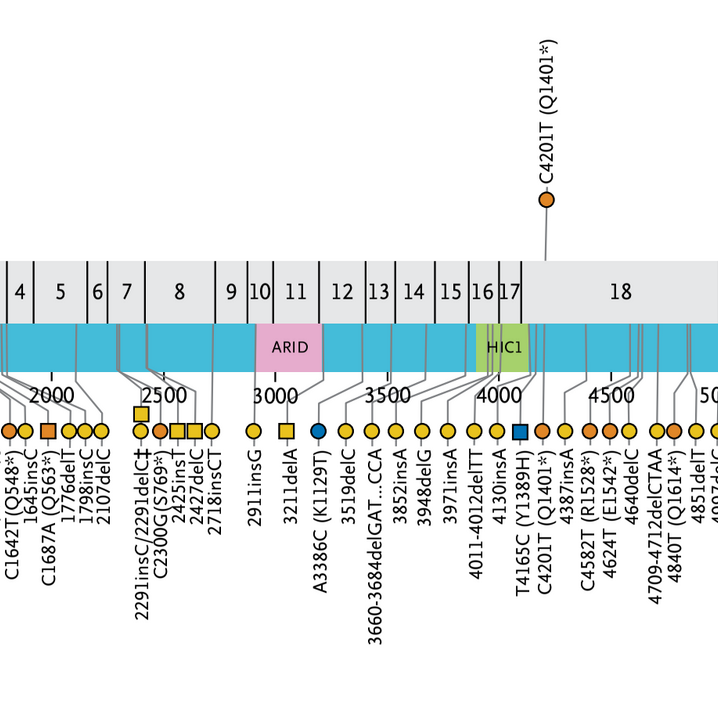 C4201T (Q1401*)
4
5
6
7
8
9
10
11
12
13
14
15
16
17
18
ARID
HIC1
2000
2500
3000
3500
4000
4500
C1642T(Q548*)
1645insC
C1687A (Q563*)
1776delT
1798insC
2107delC
2291insC/2291delC‡
C2300G(S769*)
2425insT
2427delC
2718insCT
2911insG
3211delA
A3386C (K1129T)
3519delC
3660-3684delGAT...CCA
3852insA
3948delG
3971insA
4011-4012delTT
4130insA
T4165C (Y1389H)
C4201T (Q1401*)
4387insA
C4582T (R1528*)
4624T (E1542*)
4640delC
4709-4712delCTAA
4840T (Q1614*)
4851delT